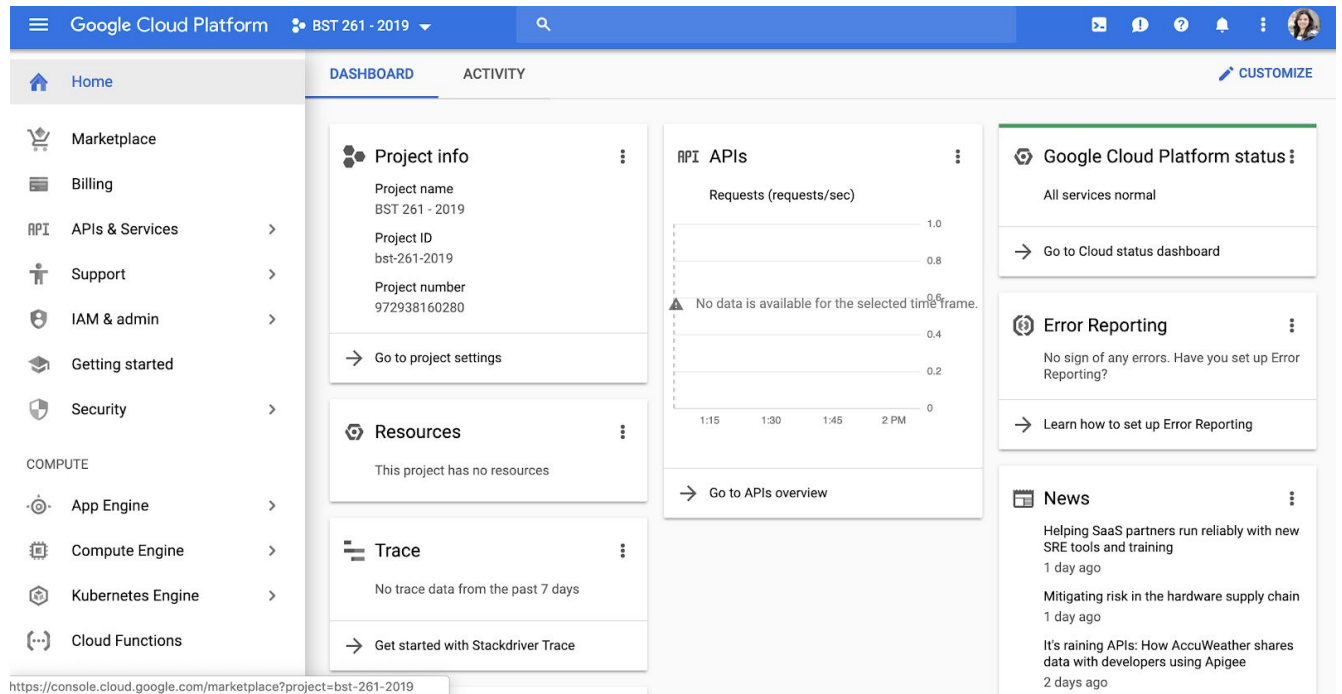 Google Cloud Platform
BST 261 - 2019
Home
Marketplace
Billing
API
APIs & Services
Support
IAM & admin
Getting started
Security
COMPUTE
App Engine
Compute Engine
Kubernetes Engine
Cloud Functions
https://console.cloud.google.com/marketplace?project=bst-261-2019
DASHBOARD
ACTIVITY
CUSTOMIZE
Project info
Project name
BST 261 - 2019
Project ID
bst-261-2019
Project number
972938160280
Go to project settings
Resources
This project has no resources
Trace
No trace data from the past 7 days
Get started with Stackdriver Trace
API APIs
Requests (requests/sec)
1.0
0.8
0.6
No data is available for the selected time frame.
0.4
0.2
0
1:15 1:30 1:45 2 PM
Go to APIs overview
Google Cloud Platform status
All services normal
Go to Cloud status dashboard
Error Reporting
No sign of any errors. Have you set up Error
Reporting?
Learn how to set up Error Reporting
News
Helping SaaS partners run reliably with new
SRE tools and training
1 day ago
Mitigating risk in the hardware supply chain
1 day ago
It's raining APIs: How AccuWeather shares
data with developers using Apigee
2 days ago